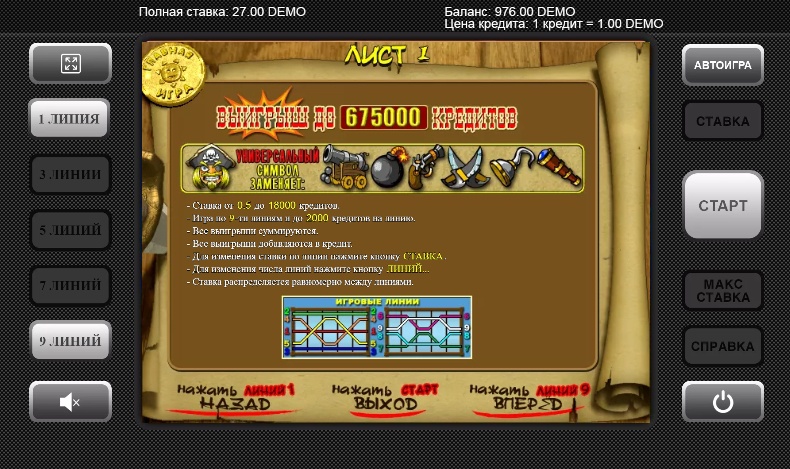 Полная ставка: 27.00 DEMO
Баланс: 976.00 DEMO
Цена кредита: 1 кредит = 1.00 DEMO
ЛИСТ 1
ГЛАВНАЯ
ИГРА
АВТОИГРА
1 ЛИПИЯ
СТАВКА
3 ЛИНИИ
5 ЛИНИЙ
СТАРТ
7 ЛИНИЙ
МАКС
СТАВКА
9 ЛИНИЙ
СПРАВКА
ВЫИГРЫШ ДО 675000 КРЕДИТОВ
УНИВЕРСАЛЬНЫЙ
СИМВОЛ
ЗАМЕНЯЕТ:
- Ставка от 0.5 до 18000 кредитов.
- Игра по 9-ти линиям и до 2000 кредитов на линию.
- Все выигрыши суммируются.
- Все выигрыши добавляются в кредит.
- Для изменения ставки по линии нажмите кнопку СТАВКА.
- Для изменения числа линий нажмите кнопку ЛИНИЙ...
- Ставка распределяется равномерно между линиями.
ИГРОВЫЕ ЛИНИИ
нажать ЛИНИЙ 1
НАЗАД
нажать СТАРТ
ВЫХОД
нажать ЛИНИЙ 9
ВПЕРЕД